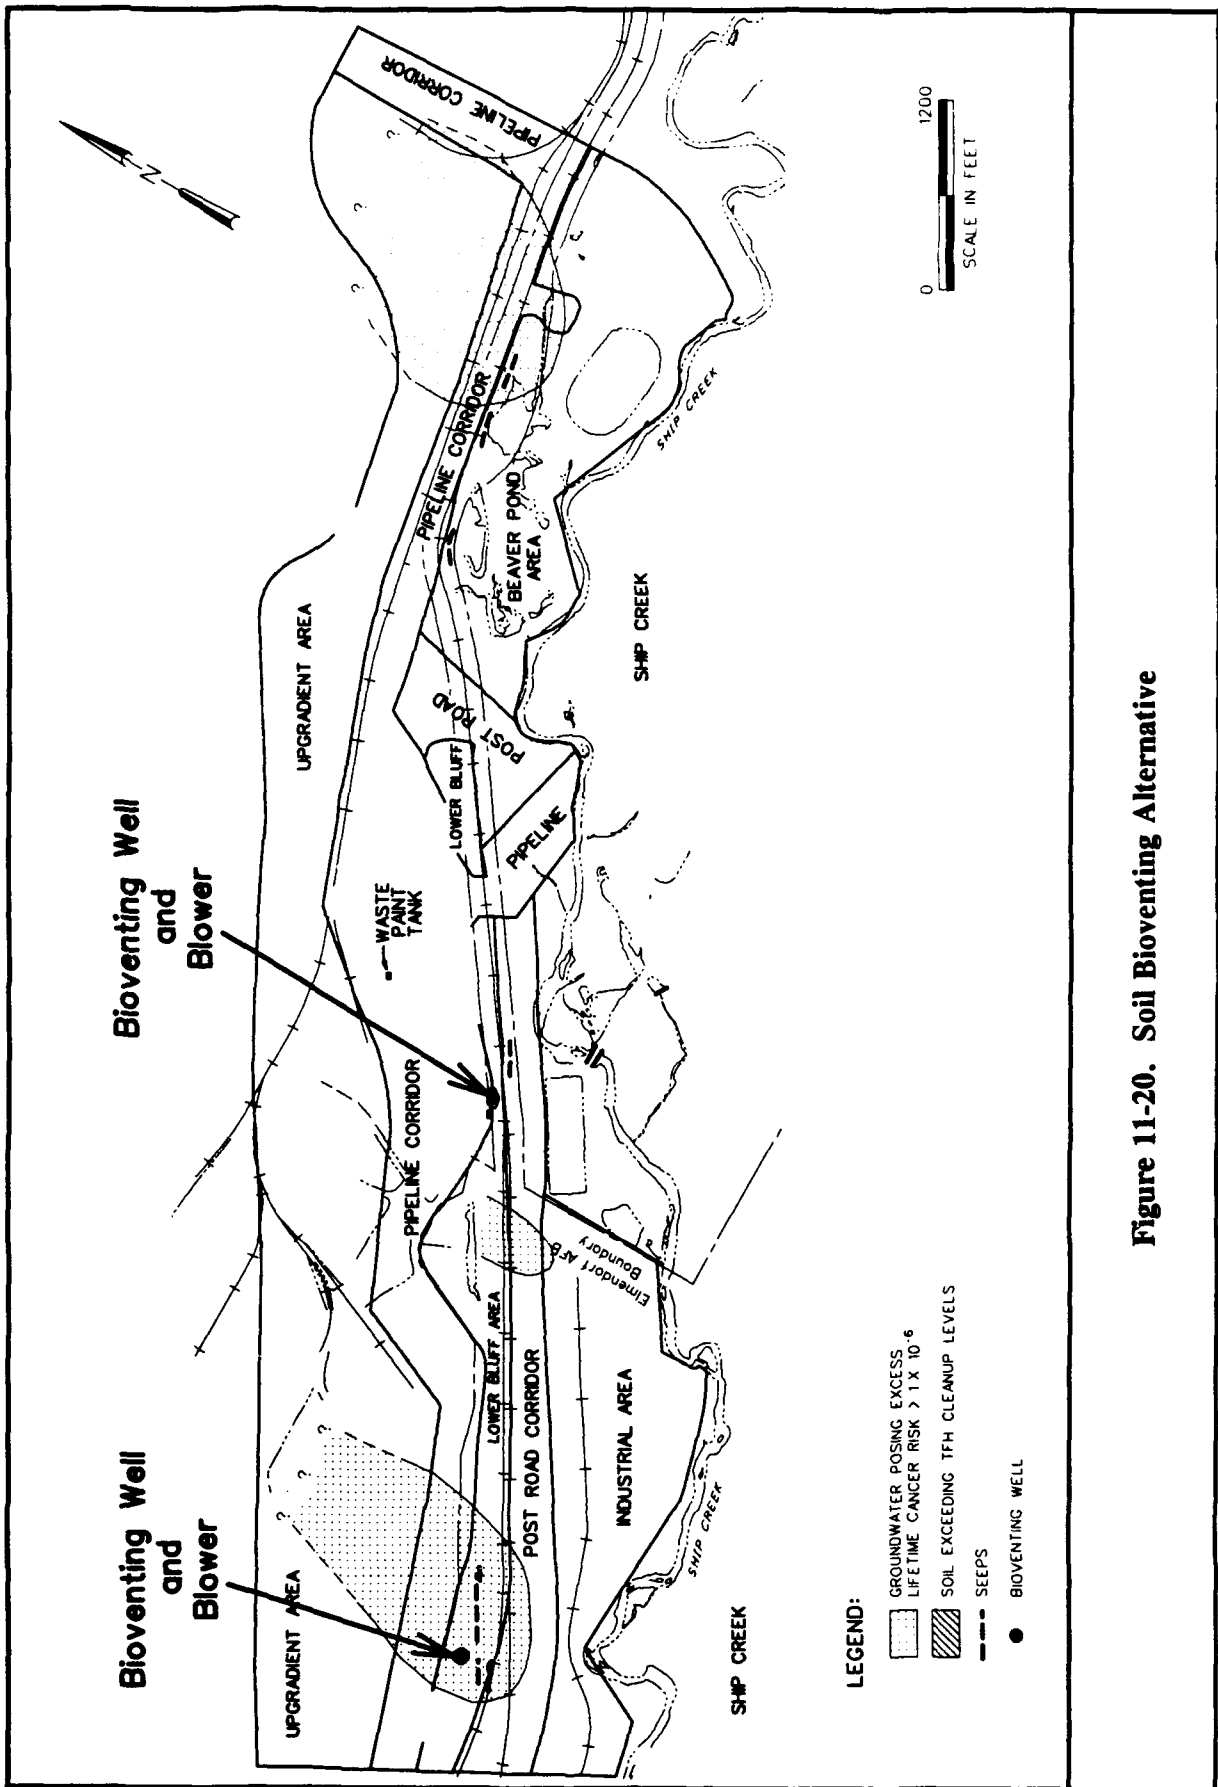 Bioventing Well
and
Blower
Bioventing Well
and
Blower
N
UPGRADIENT AREA
UPGRADIENT AREA
PIPELINE CORRIDOR
PIPELINE CORRIDOR
PIPELINE CORRIDOR
?
?
?
?
?
WASTE
PAINT
TANK
LOWER BLUFF
POST ROAD
PIPELINE
BEAVER POND
AREA
LOWER BLUFF AREA
POST ROAD CORRIDOR
Elmendorf AFB
Boundary
INDUSTRIAL AREA
SHIP CREEK
SHIP CREEK
SHIP CREEK
SHIP CREEK
LEGEND:
GROUNDWATER POSING EXCESS
LIFETIME CANCER RISK > 1 X 10-6
SOIL EXCEEDING TFH CLEANUP LEVELS
SEEPS
BIOVENTING WELL
0 1200
SCALE IN FEET
Figure 11-20. Soil Bioventing Alternative